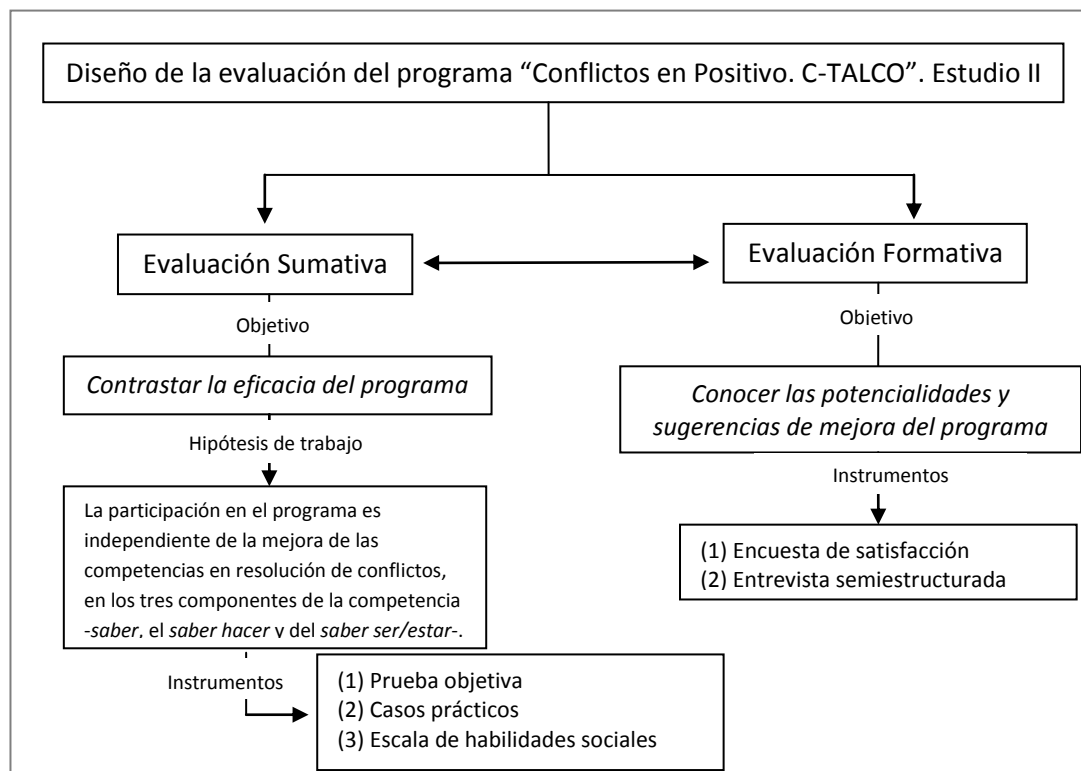 Diseño de la evaluación del programa “Conflictos en Positivo. C-TALCO”. Estudio II
Evaluación Sumativa
Objetivo
Contrastar la eficacia del programa
Hipótesis de trabajo
La participación en el programa es
independiente de la mejora de las
competencias en resolución de conflictos,
en los tres componentes de la competencia
-saber, el saber hacer y del saber ser/estar-.
Instrumentos
(1) Prueba objetiva
(2) Casos prácticos
(3) Escala de habilidades sociales
Evaluación Formativa
Objetivo
Conocer las potencialidades y
sugerencias de mejora del programa
Instrumentos
(1) Encuesta de satisfacción
(2) Entrevista semiestructurada